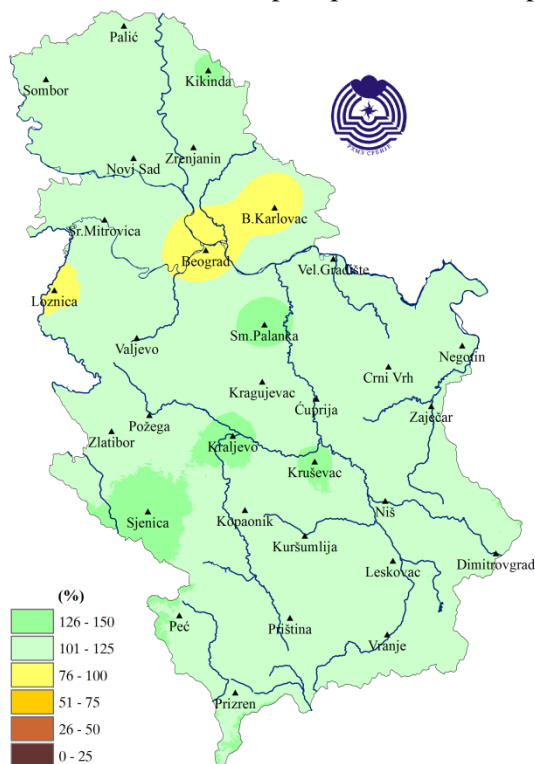 Palić
Kikinda
Sombor
Zrenjanin
Novi Sad
B.Karlovac
Sr.Mitrovica
Beograd
Vel.Gradište
Loznica
Sm.Palanka
Valjevo
Negotin
Crni Vrh
Kragujevac
Ćuprija
Zaječar
Požega
Zlatibor
Kraljevo
Kruševac
Niš
Sjenica
Kopaonik
Kuršumlija
Dimitrovgrad
Leskovac
(%)
126 - 150
101 - 125
76 - 100
51 - 75
26 - 50
0 - 25
Peć
Priština
Vranje
Prizren